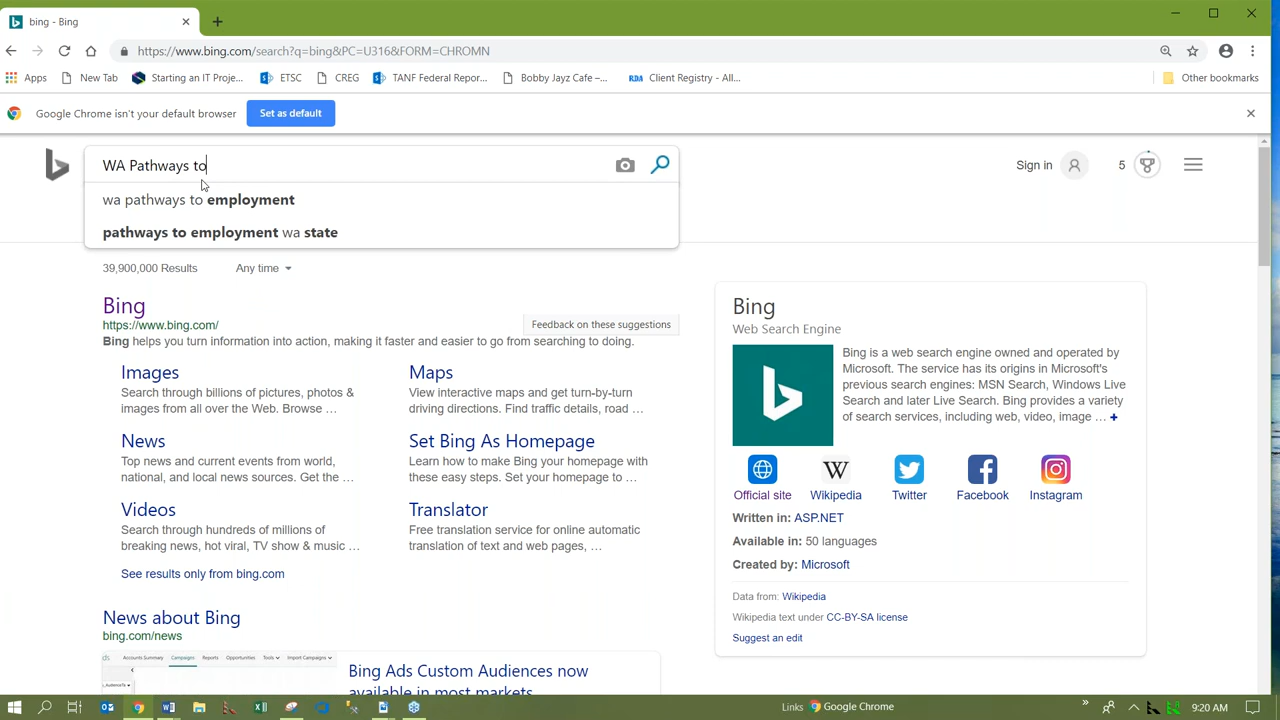 bing - Bing
https://www.bing.com/search?q=bing&PC=U316&FORM=CHROMN
Apps New Tab Starting an IT Proje... ETSC CREG TANF Federal Repor... Bobby Jayz Cafe –... RDA Client Registry - All... Other bookmarks
Google Chrome isn't your default browser Set as default
WA Pathways to
Sign in 5
wa pathways to employment
pathways to employment wa state
39,900,000 Results Any time
Bing
https://www.bing.com/
Feedback on these suggestions
Bing helps you turn information into action, making it faster and easier to go from searching to doing.
Images
Search through billions of pictures, photos &
images from all over the Web. Browse ...
Maps
View interactive maps and get turn-by-turn
driving directions. Find traffic details, road ...
News
Top news and current events from world,
national, and local news sources. Get the ...
Set Bing As Homepage
Learn how to make Bing your homepage with
these easy steps. Set your homepage to ...
Videos
Search through hundreds of millions of
breaking news, hot viral, TV show & music ...
Translator
Free translation service for online automatic
translation of text and web pages, ...
See results only from bing.com
News about Bing
bing.com/news
Accounts Summary Campaigns Reports Opportunities Tools Import Campaigns
Bing Ads Custom Audiences now
available in most markets
Bing
Web Search Engine
Bing is a web search engine owned and operated by
Microsoft. The service has its origins in Microsoft's
previous search engines: MSN Search, Windows Live
Search and later Live Search. Bing provides a variety
of search services, including web, video, image ... +
Official site Wikipedia Twitter Facebook Instagram
Written in: ASP.NET
Available in: 50 languages
Created by: Microsoft
Data from: Wikipedia
Wikipedia text under CC-BY-SA license
Suggest an edit
Links Google Chrome 9:20 AM